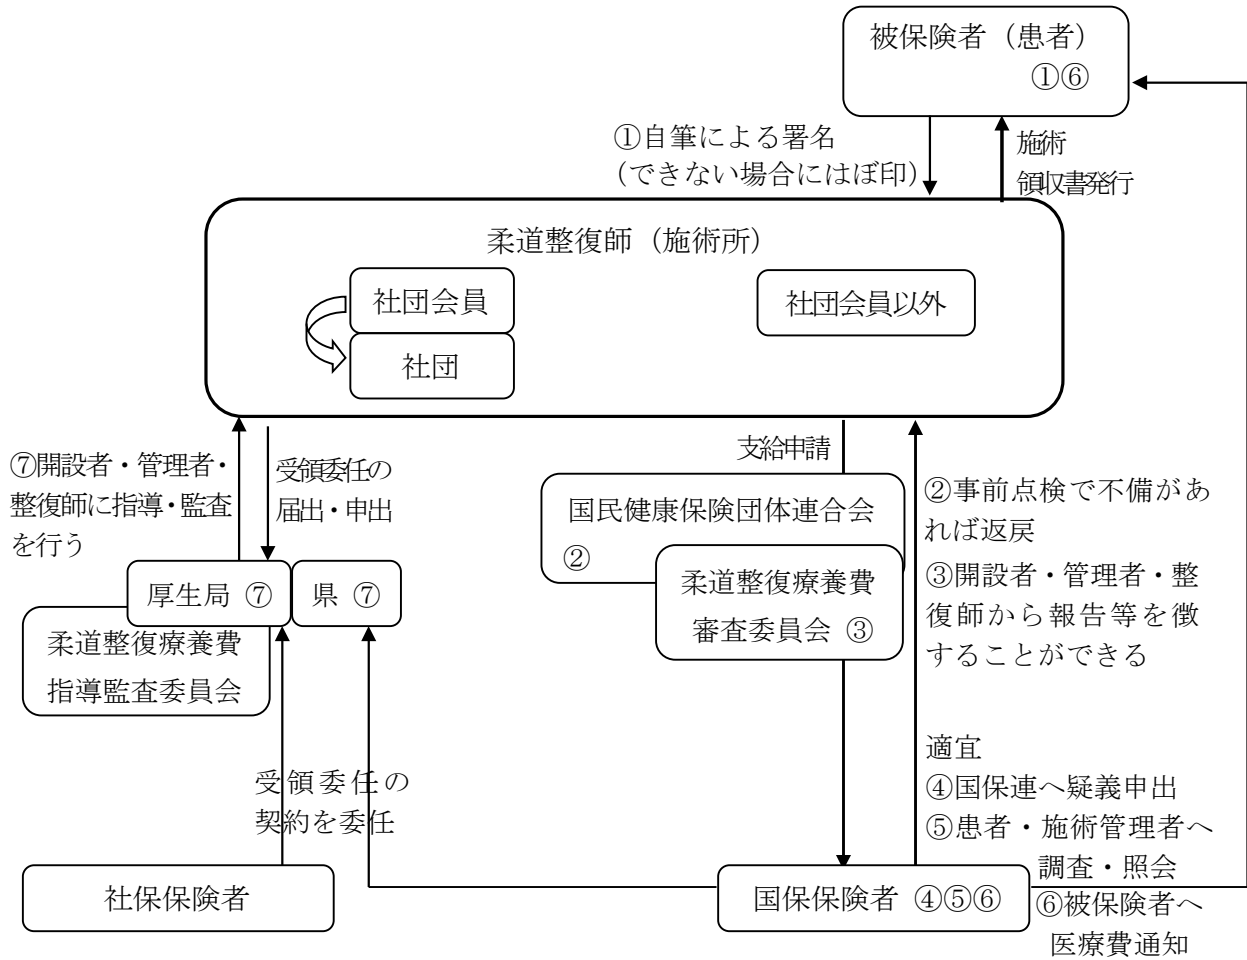 被保険者（患者）
①⑥
①自筆による署名
（できない場合にはぼ印）
施術
領収書発行
柔道整復師（施術所）
社団会員
社団
社団会員以外
⑦開設者・管理者・
整復師に指導・監査
を行う
受領委任の
届出・申出
支給申請
国民健康保険団体連合会
②
柔道整復療養費
審査委員会 ③
②事前点検で不備があ
れば返戻
③開設者・管理者・整
復師から報告等を徴
することができる
厚生局 ⑦
県 ⑦
柔道整復療養費
指導監査委員会
受領委任の
契約を委任
適宜
④国保連へ疑義申出
⑤患者・施術管理者へ
調査・照会
⑥被保険者へ
医療費通知
社保保険者
国保保険者 ④⑤⑥